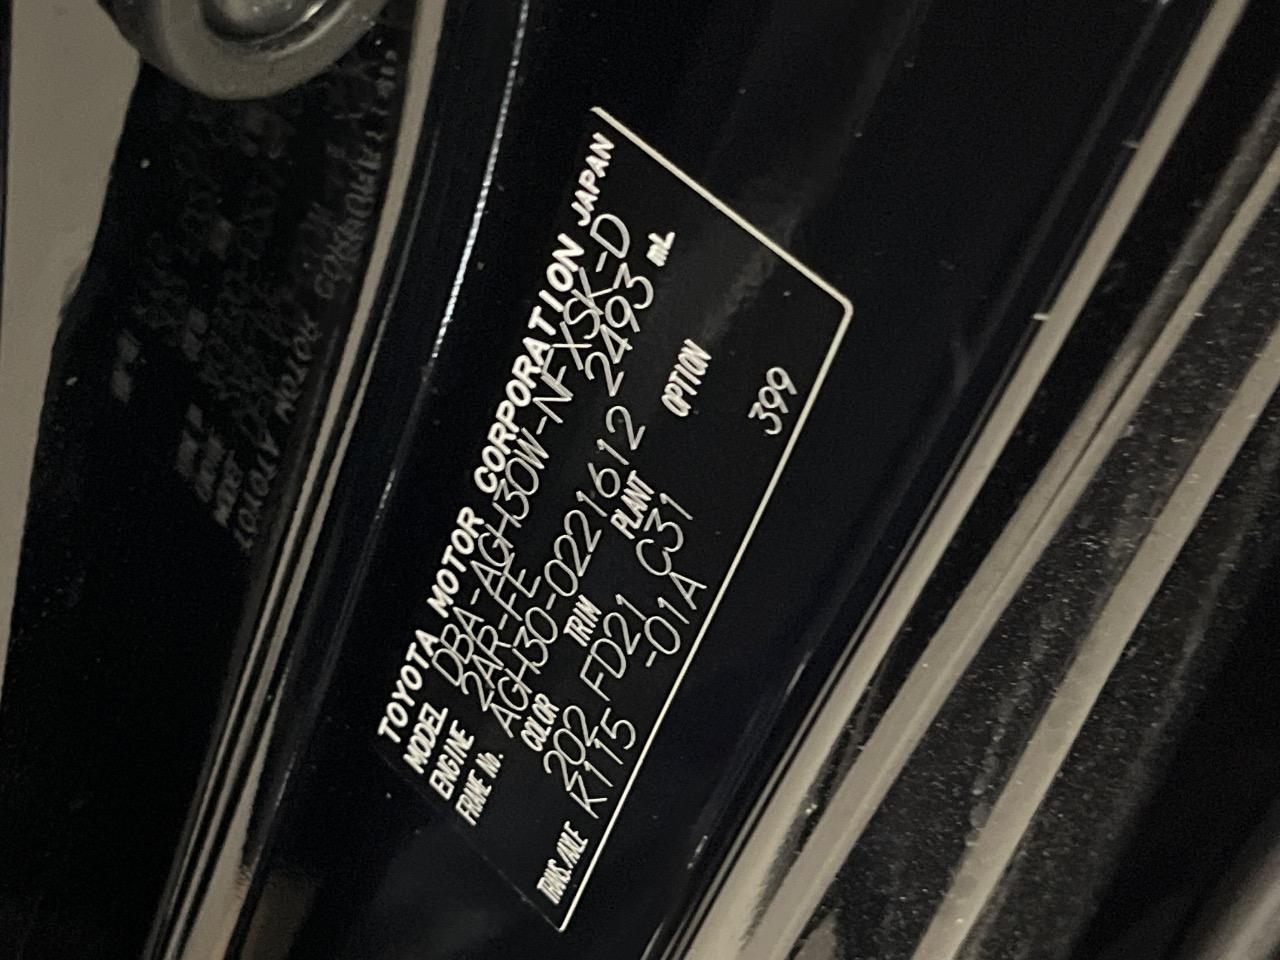 TOYOTA MOTOR CORPORATION JAPAN
MODEL DBA-AGH30W-NFXSK-D
ENGINE 2AR-FE 2493 mL
FRAME No. AGH30-0221612
COLOR TRIM PLANT OPTION
202 FD21 C31
TRANS./AXLE K115 -01A 399